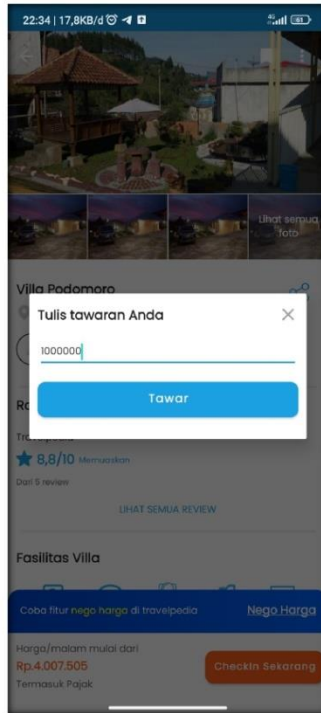 22:34 | 17,8KB/d
4G
61
Lihat semua
foto
Villa Podomoro
Tulis tawaran Anda
1000000
Tawar
8,8/10 Memuaskan
Dari 5 review
LIHAT SEMUA REVIEW
Fasilitas Villa
Coba fitur nego harga di travelpedia Nego Harga
Harga/malam mulai dari
Rp.4.007.505
Checkin Sekarang
Termasuk Pajak